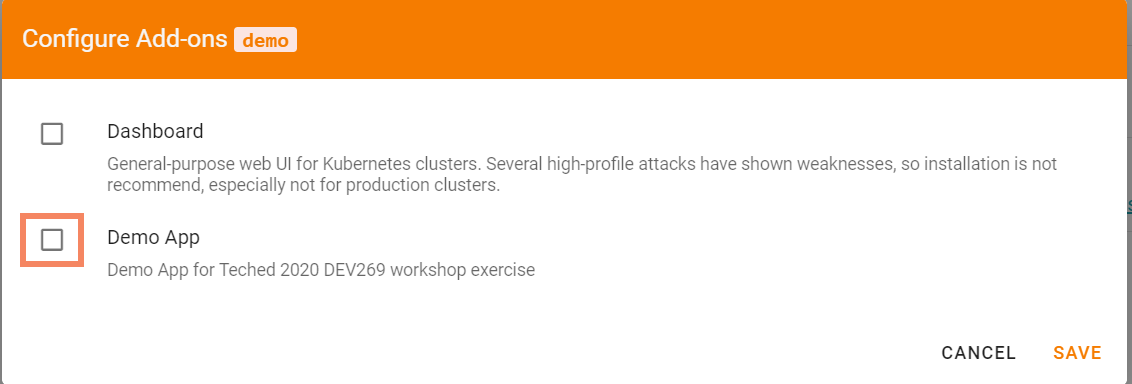 Configure Add-ons demo
Dashboard
General-purpose web UI for Kubernetes clusters. Several high-profile attacks have shown weaknesses, so installation is not
recommend, especially not for production clusters.
Demo App
Demo App for Teched 2020 DEV269 workshop exercise
CANCEL SAVE